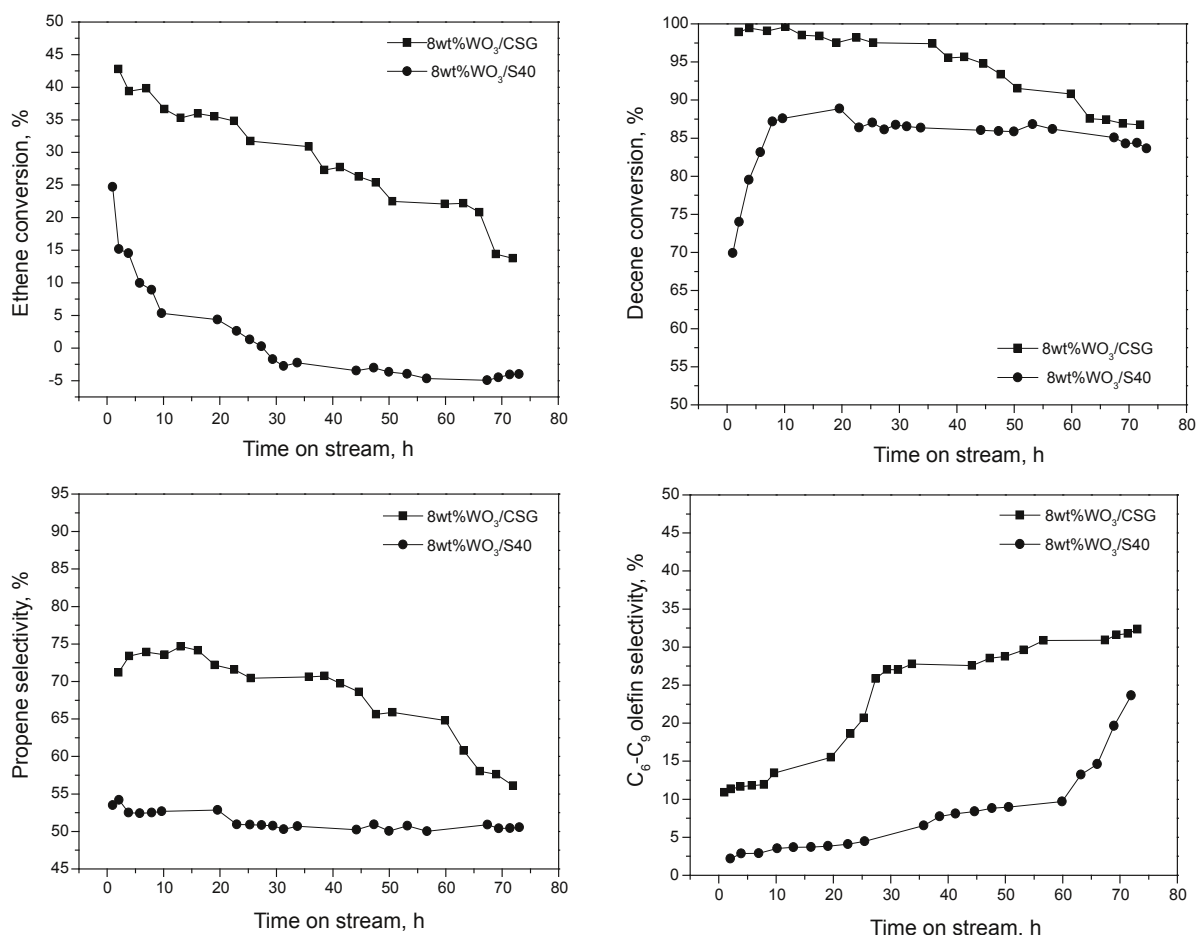 50
45
40
35
30
25
20
15
10
5
0
-5
Ethene conversion, %
8wt%WO₃/CSG
8wt%WO₃/S40
0 10 20 30 40 50 60 70 80
Time on stream, h
100
95
90
85
80
75
70
65
60
55
50
Decene conversion, %
8wt%WO₃/CSG
8wt%WO₃/S40
0 10 20 30 40 50 60 70 80
Time on stream, h
95
90
85
80
75
70
65
60
55
50
45
Propene selectivity, %
8wt%WO₃/CSG
8wt%WO₃/S40
0 10 20 30 40 50 60 70 80
Time on stream, h
50
45
40
35
30
25
20
15
10
5
0
C₆-C₉ olefin selectivity, %
8wt%WO₃/CSG
8wt%WO₃/S40
0 10 20 30 40 50 60 70 80
Time on stream, h